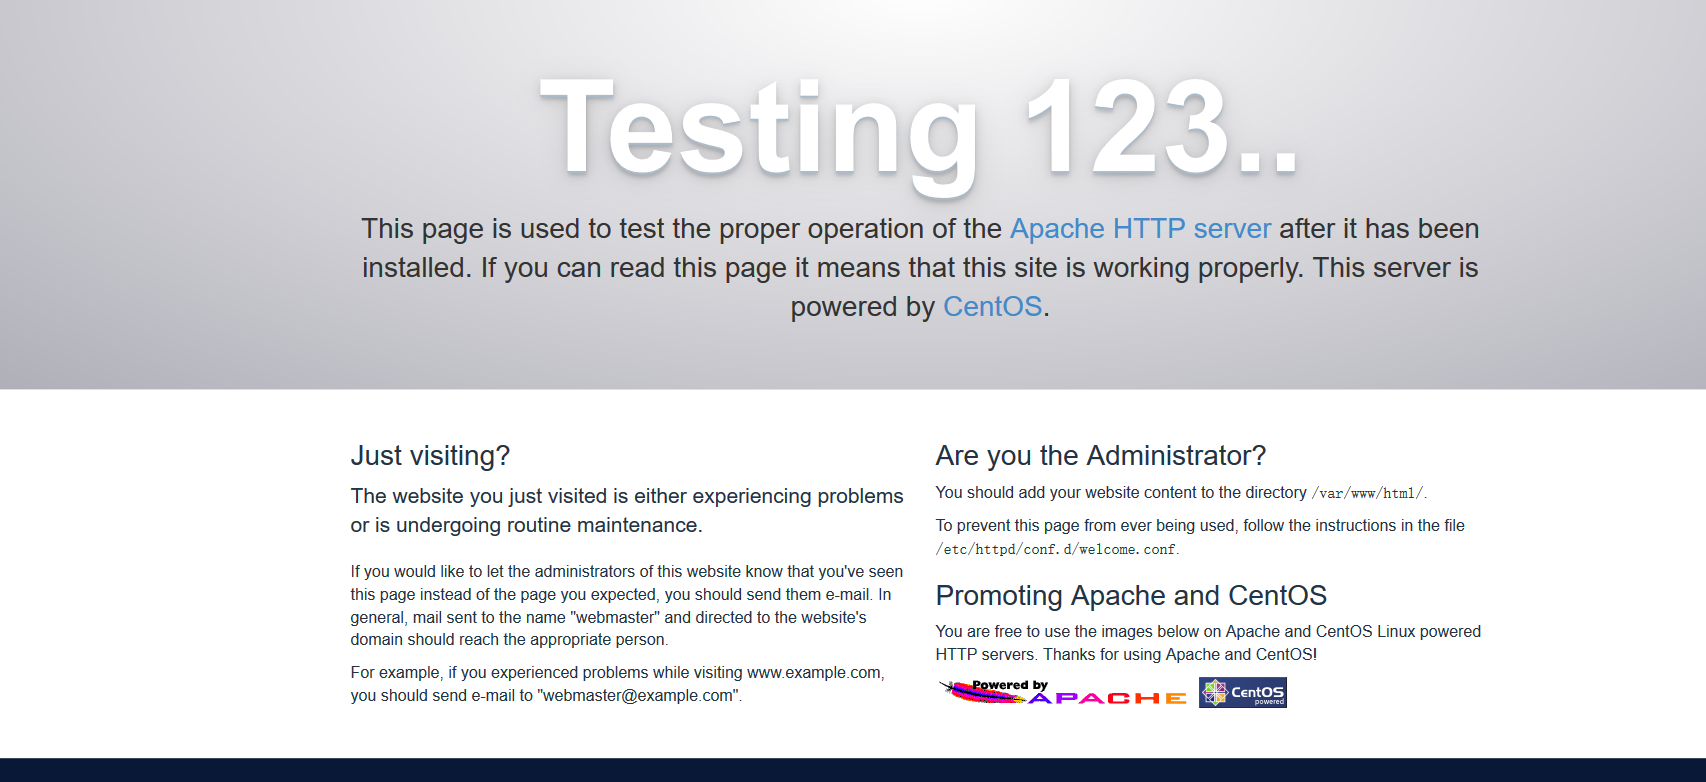 Testing 123..
This page is used to test the proper operation of the Apache HTTP server after it has been
installed. If you can read this page it means that this site is working properly. This server is
powered by CentOS.
Just visiting?
The website you just visited is either experiencing problems
or is undergoing routine maintenance.
If you would like to let the administrators of this website know that you've seen
this page instead of the page you expected, you should send them e-mail. In
general, mail sent to the name "webmaster" and directed to the website's
domain should reach the appropriate person.
For example, if you experienced problems while visiting www.example.com,
you should send e-mail to "webmaster@example.com".
Are you the Administrator?
You should add your website content to the directory /var/www/html/.
To prevent this page from ever being used, follow the instructions in the file
/etc/httpd/conf.d/welcome.conf.
Promoting Apache and CentOS
You are free to use the images below on Apache and CentOS Linux powered
HTTP servers. Thanks for using Apache and CentOS!
Powered by
APACHE
CentOS
powered